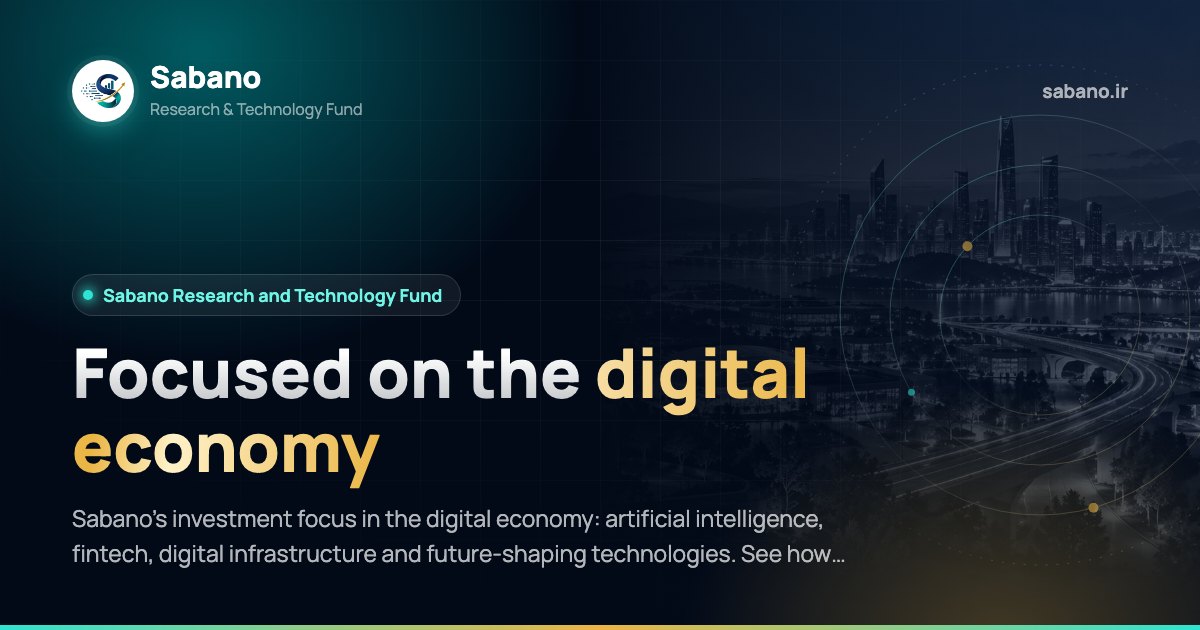 Sabano
Research & Technology Fund
sabano.ir
Sabano Research and Technology Fund
Focused on the digital
economy
Sabano's investment focus in the digital economy: artificial intelligence,
fintech, digital infrastructure and future-shaping technologies. See how...